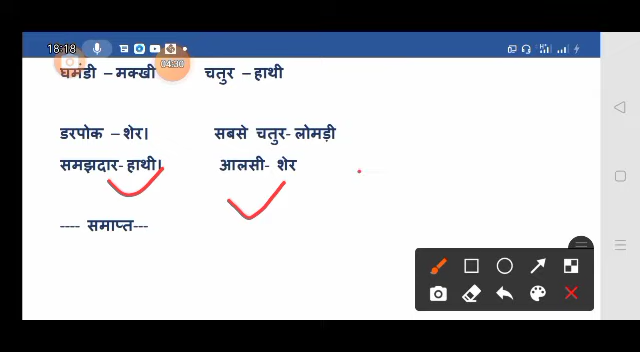 18:18
04:30
घमंडी – मक्खी चतुर – हाथी
डरपोक – शेर। सबसे चतुर- लोमड़ी
समझदार- हाथी। आलसी- शेर
---- समाप्त---